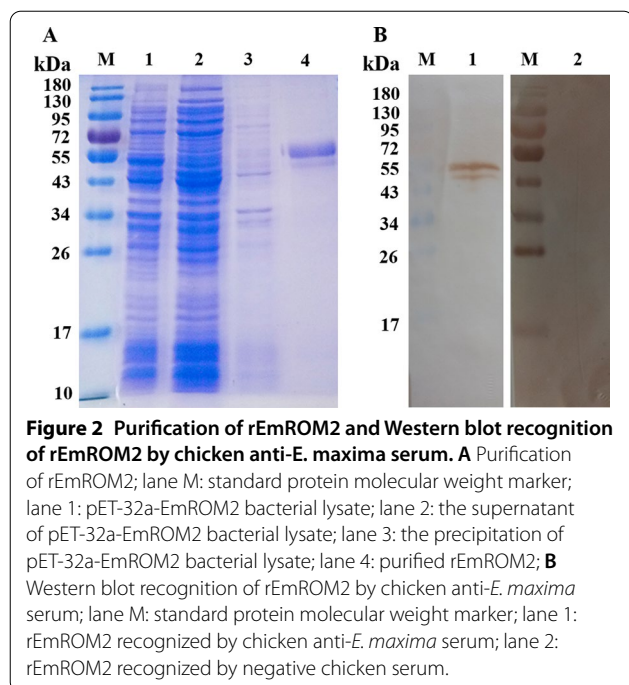 A
B
kDa M 1 2 3 4
180
130
95
72
55
43
34
26
17
10
kDa M 1 M 2
180
130
95
72
55
43
34
26
17
Figure 2 Purification of rEmROM2 and Western blot recognition
of rEmROM2 by chicken anti-E. maxima serum. A Purification
of rEmROM2; lane M: standard protein molecular weight marker;
lane 1: pET-32a-EmROM2 bacterial lysate; lane 2: the supernatant
of pET-32a-EmROM2 bacterial lysate; lane 3: the precipitation of
pET-32a-EmROM2 bacterial lysate; lane 4: purified rEmROM2; B
Western blot recognition of rEmROM2 by chicken anti-E. maxima
serum; lane M: standard protein molecular weight marker; lane 1:
rEmROM2 recognized by chicken anti-E. maxima serum; lane 2:
rEmROM2 recognized by negative chicken serum.